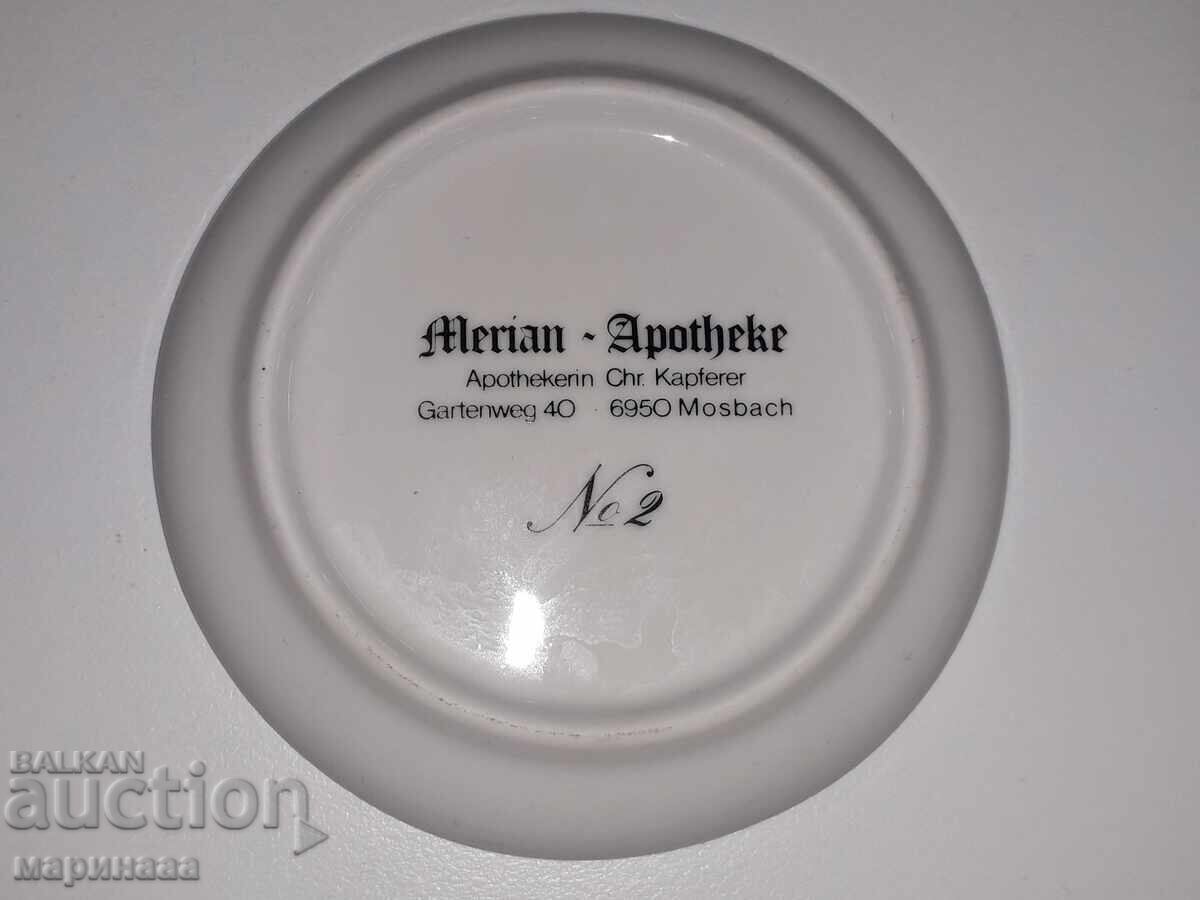 Merian - Apotheke
Apothekerin Chr. Kapferer
Gartenweg 40 · 6950 Mosbach
No 2
BALKAN
auction
маринааа